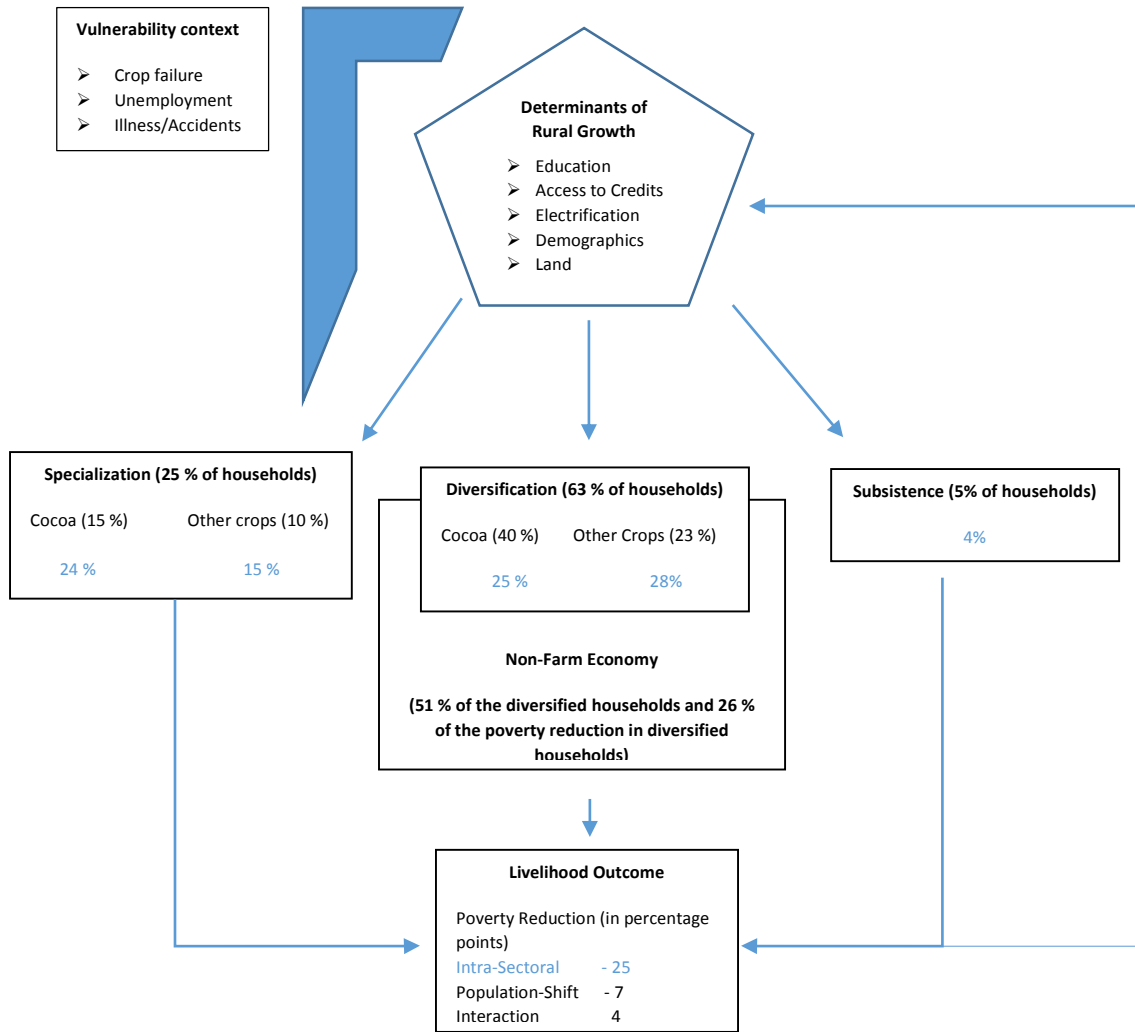 Vulnerability context
➢ Crop failure
➢ Unemployment
➢ Illness/Accidents
Determinants of
Rural Growth
➢ Education
➢ Access to Credits
➢ Electrification
➢ Demographics
➢ Land
Specialization (25 % of households)
Cocoa (15 %) Other crops (10 %)
24 % 15 %
Diversification (63 % of households)
Cocoa (40 %) Other Crops (23 %)
25 % 28%
Non-Farm Economy
(51 % of the diversified households and 26 %
of the poverty reduction in diversified
households)
Subsistence (5% of households)
4%
Livelihood Outcome
Poverty Reduction (in percentage
points)
Intra-Sectoral - 25
Population-Shift - 7
Interaction 4